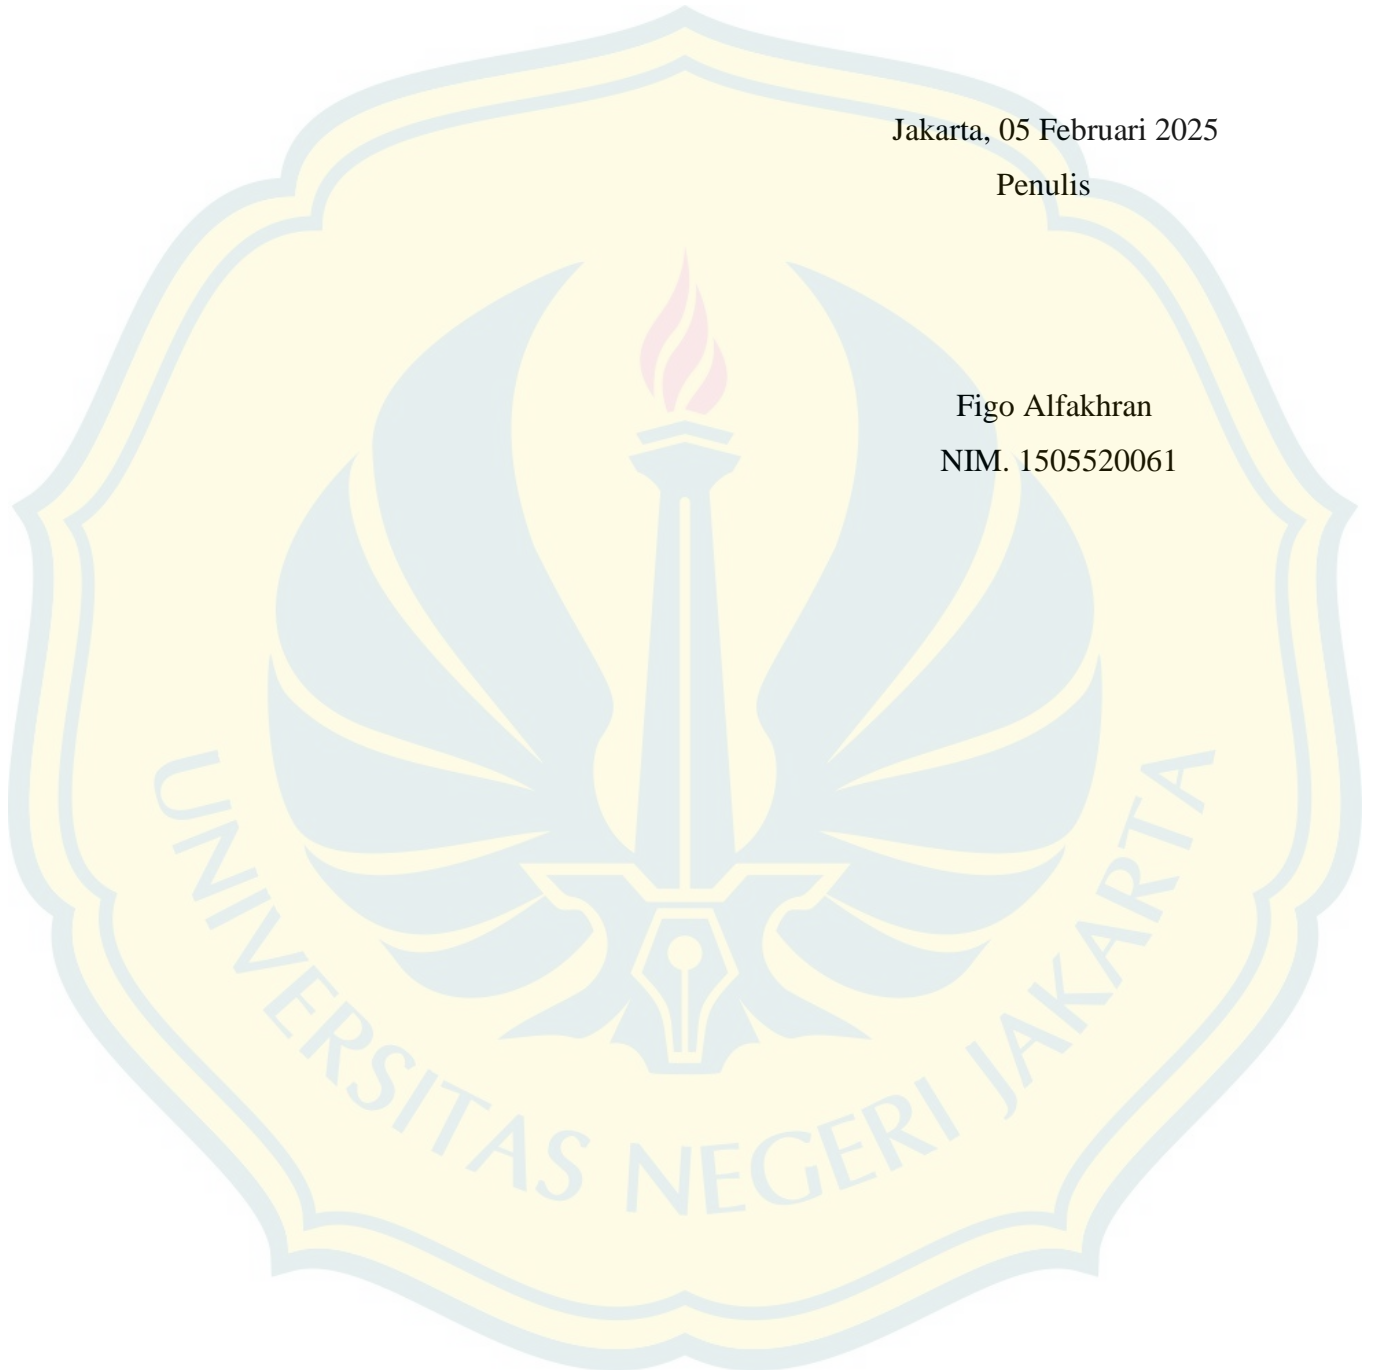 Jakarta, 05 Februari 2025
Penulis
Figo Alfakhran
NIM. 1505520061
UNIVERSITAS NEGERI JAKARTA